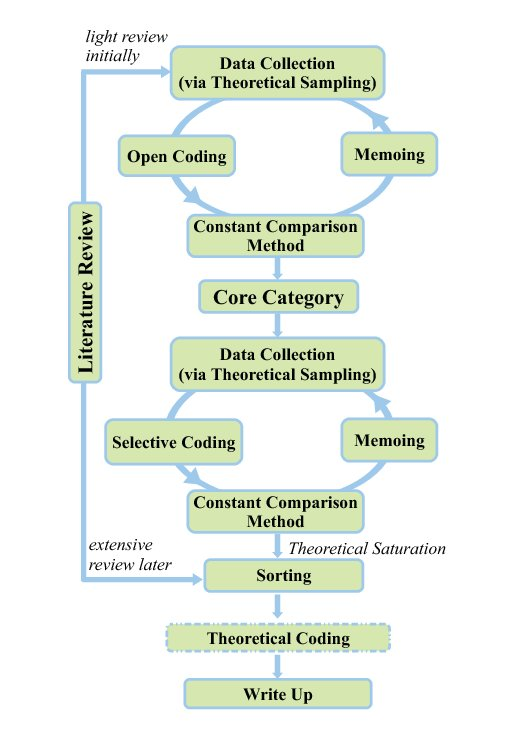 light review
initially
Data Collection
(via Theoretical Sampling)
Open Coding
Memoing
Constant Comparison
Method
Literature Review
Core Category
Data Collection
(via Theoretical Sampling)
Selective Coding
Memoing
Constant Comparison
Method
Theoretical Saturation
extensive
review later
Sorting
Theoretical Coding
Write Up